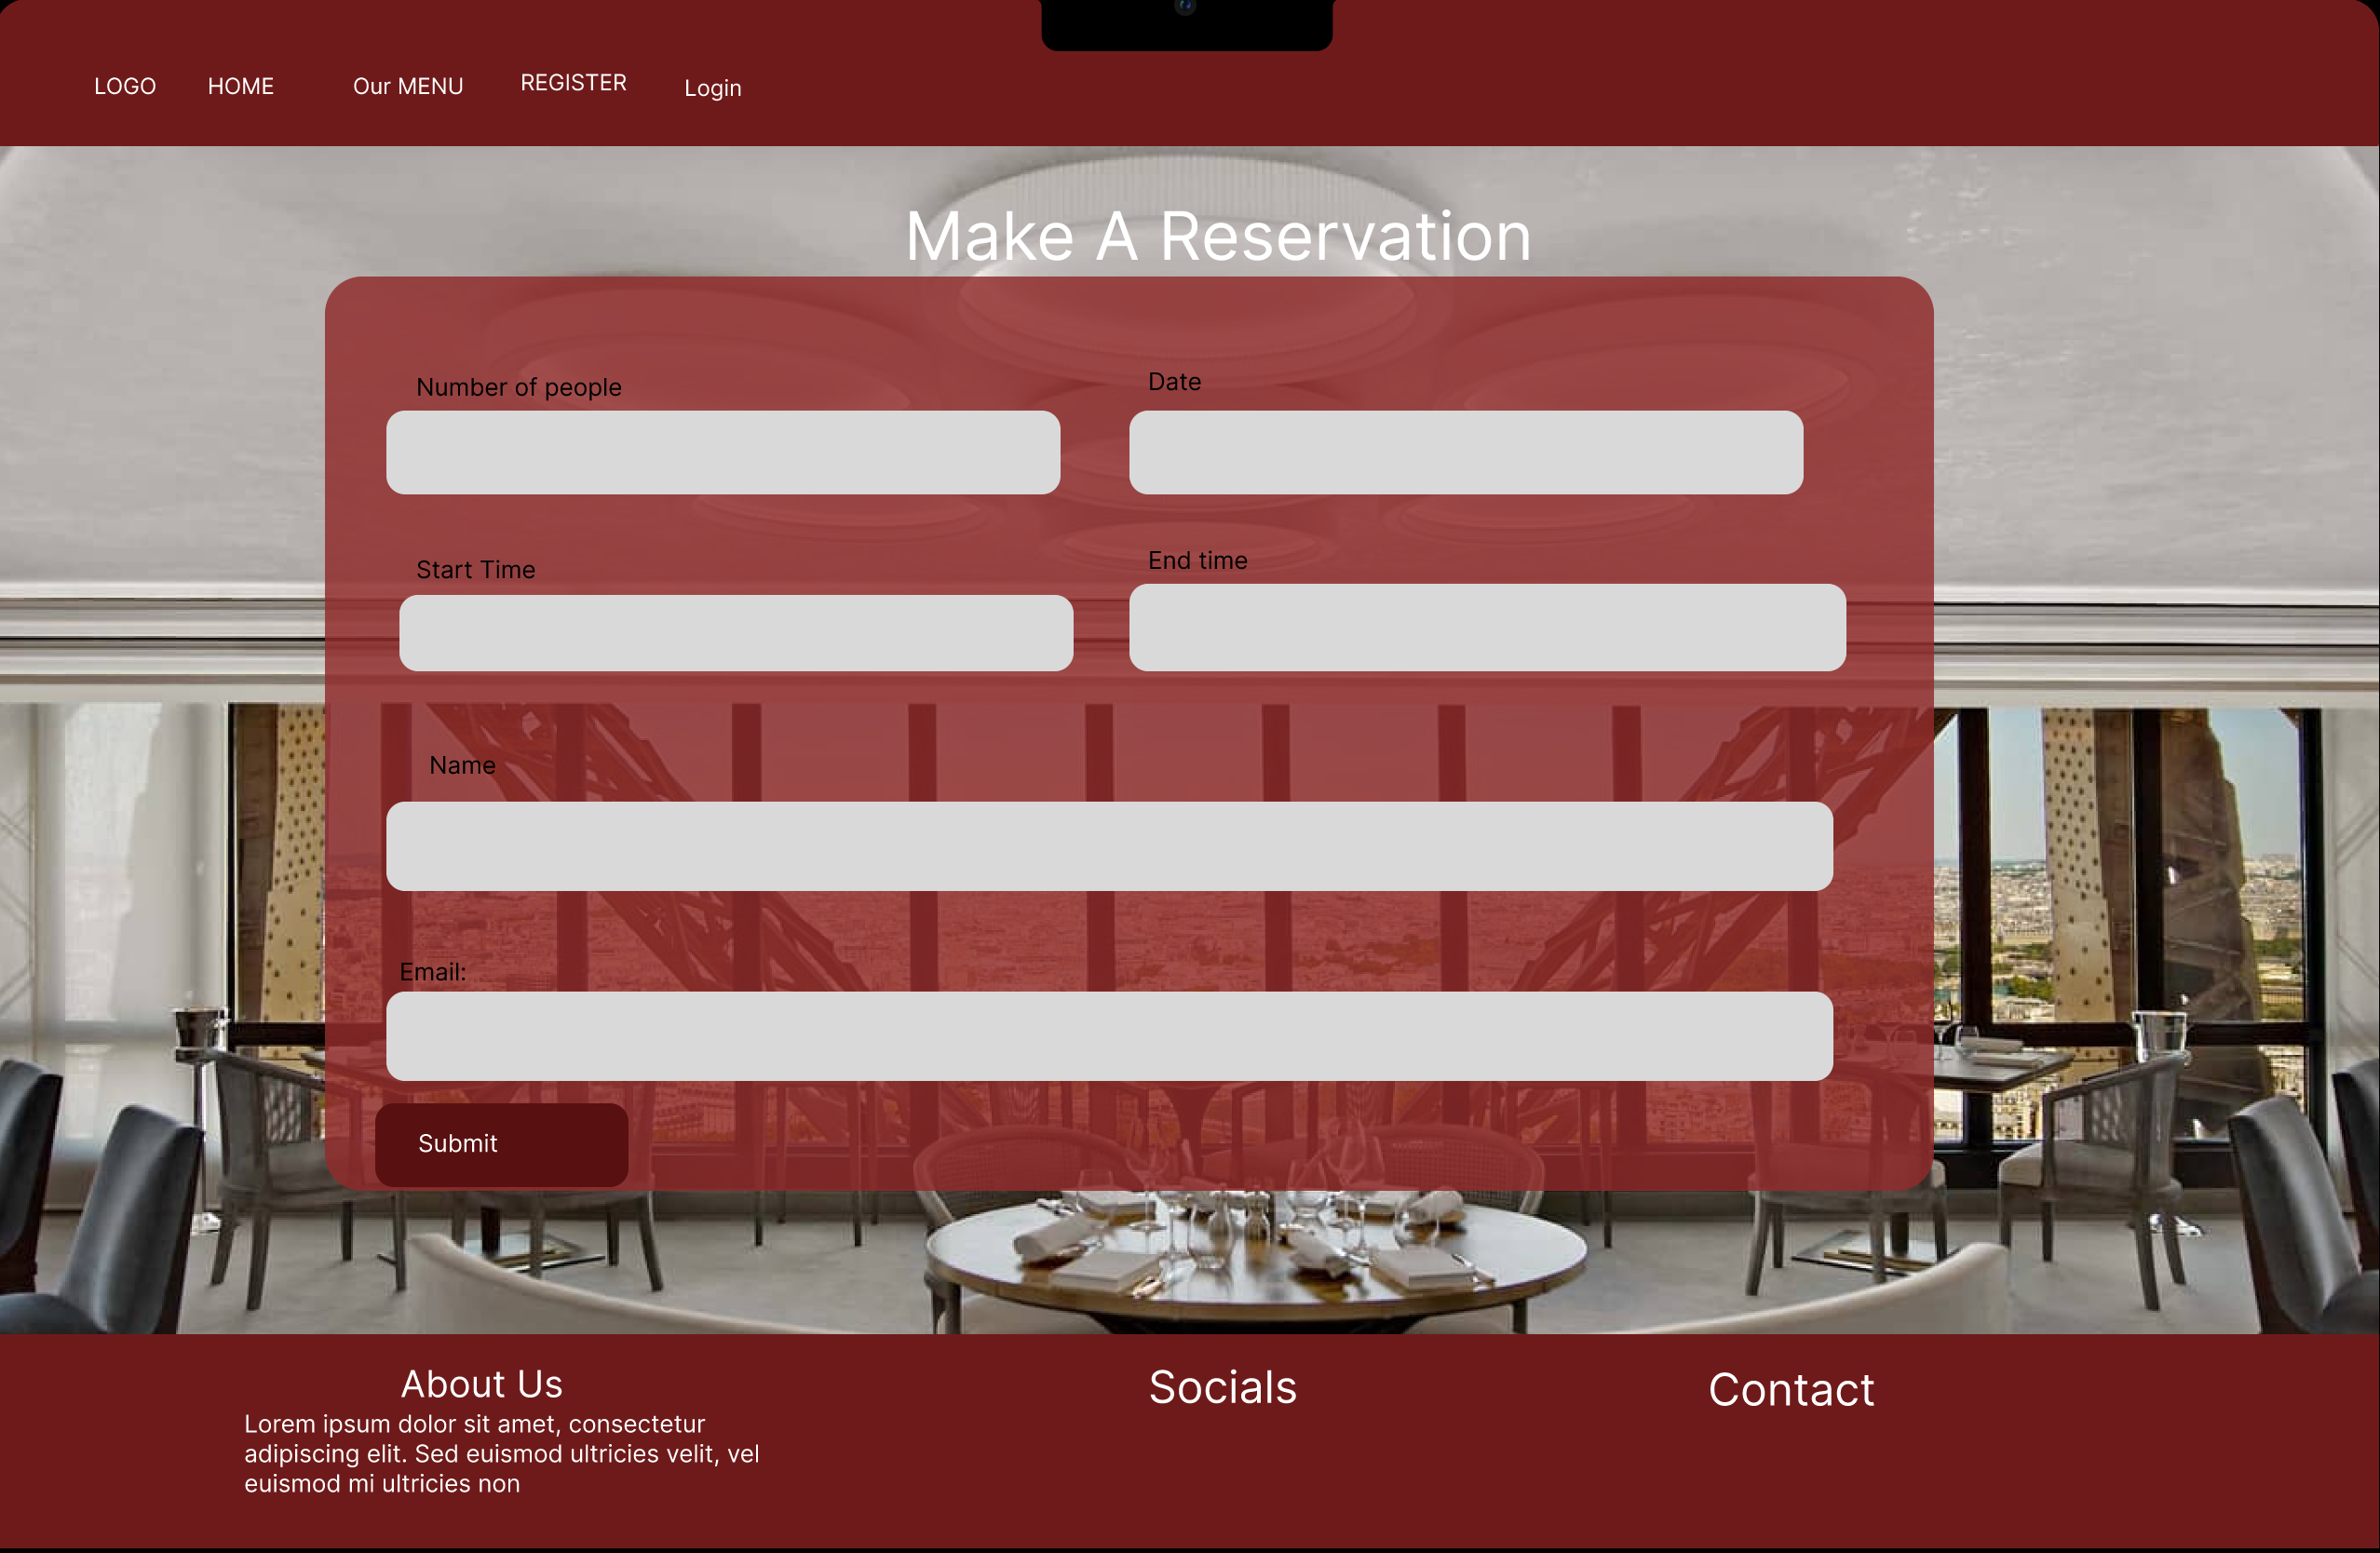 LOGO HOME Our MENU REGISTER Login
Make A Reservation
Number of people
Date
Start Time
End time
Name
Email:
Submit
About Us
Lorem ipsum dolor sit amet, consectetur
adipiscing elit. Sed euismod ultricies velit, vel
euismod mi ultricies non
Socials
Contact